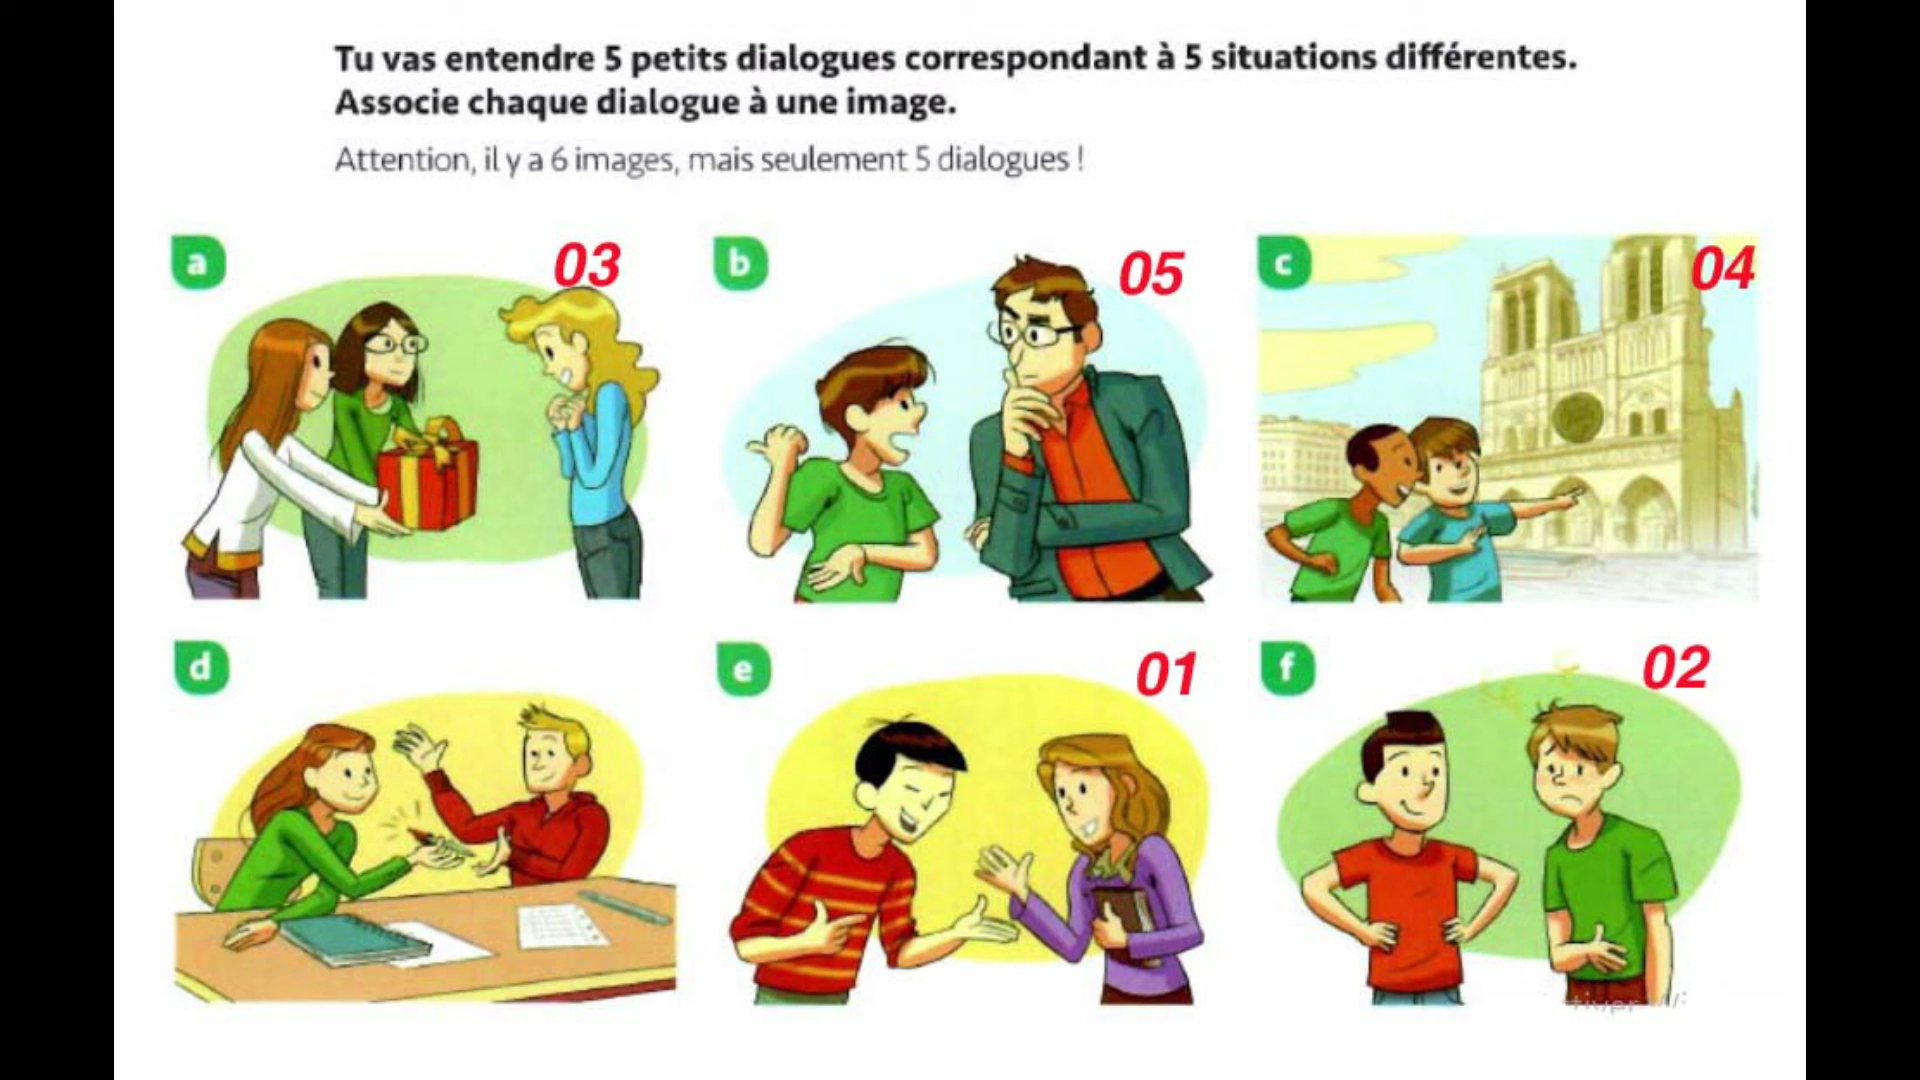 Tu vas entendre 5 petits dialogues correspondant à 5 situations différentes.
Associe chaque dialogue à une image.
Attention, il y a 6 images, mais seulement 5 dialogues !
a 03
b 05
c 04
d
e 01
f 02